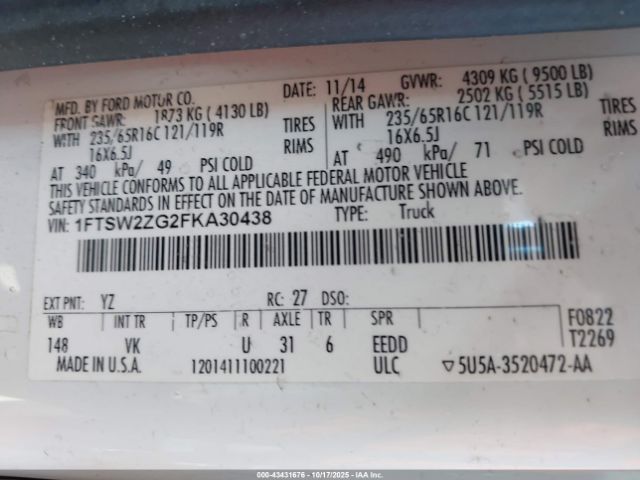 MFD. BY FORD MOTOR CO. DATE: 11/14 GVWR: 4309 KG ( 9500 LB)
FRONT GAWR: 1873 KG ( 4130 LB) REAR GAWR: 2502 KG ( 5515 LB)
WITH 235/65R16C 121/119R TIRES WITH 235/65R16C 121/119R TIRES
16X6.5J RIMS 16X6.5J RIMS
AT 340 kPa/ 49 PSI COLD AT 490 kPa/ 71 PSI COLD
THIS VEHICLE CONFORMS TO ALL APPLICABLE FEDERAL MOTOR VEHICLE
SAFETY STANDARDS IN EFFECT ON THE DATE OF MANUFACTURE SHOWN ABOVE.
VIN: 1FTSW2ZG2FKA30438 TYPE: Truck
EXT PNT: YZ RC: 27 DSO:
WB INT TR TP/PS R AXLE TR SPR F0822
148 VK U 31 6 EEDD T2269
MADE IN U.S.A. 1201411100221 ULC ▽5U5A-3520472-AA
000-43431676 - 10/17/2025 - COPYRIGHT IAA, LLC